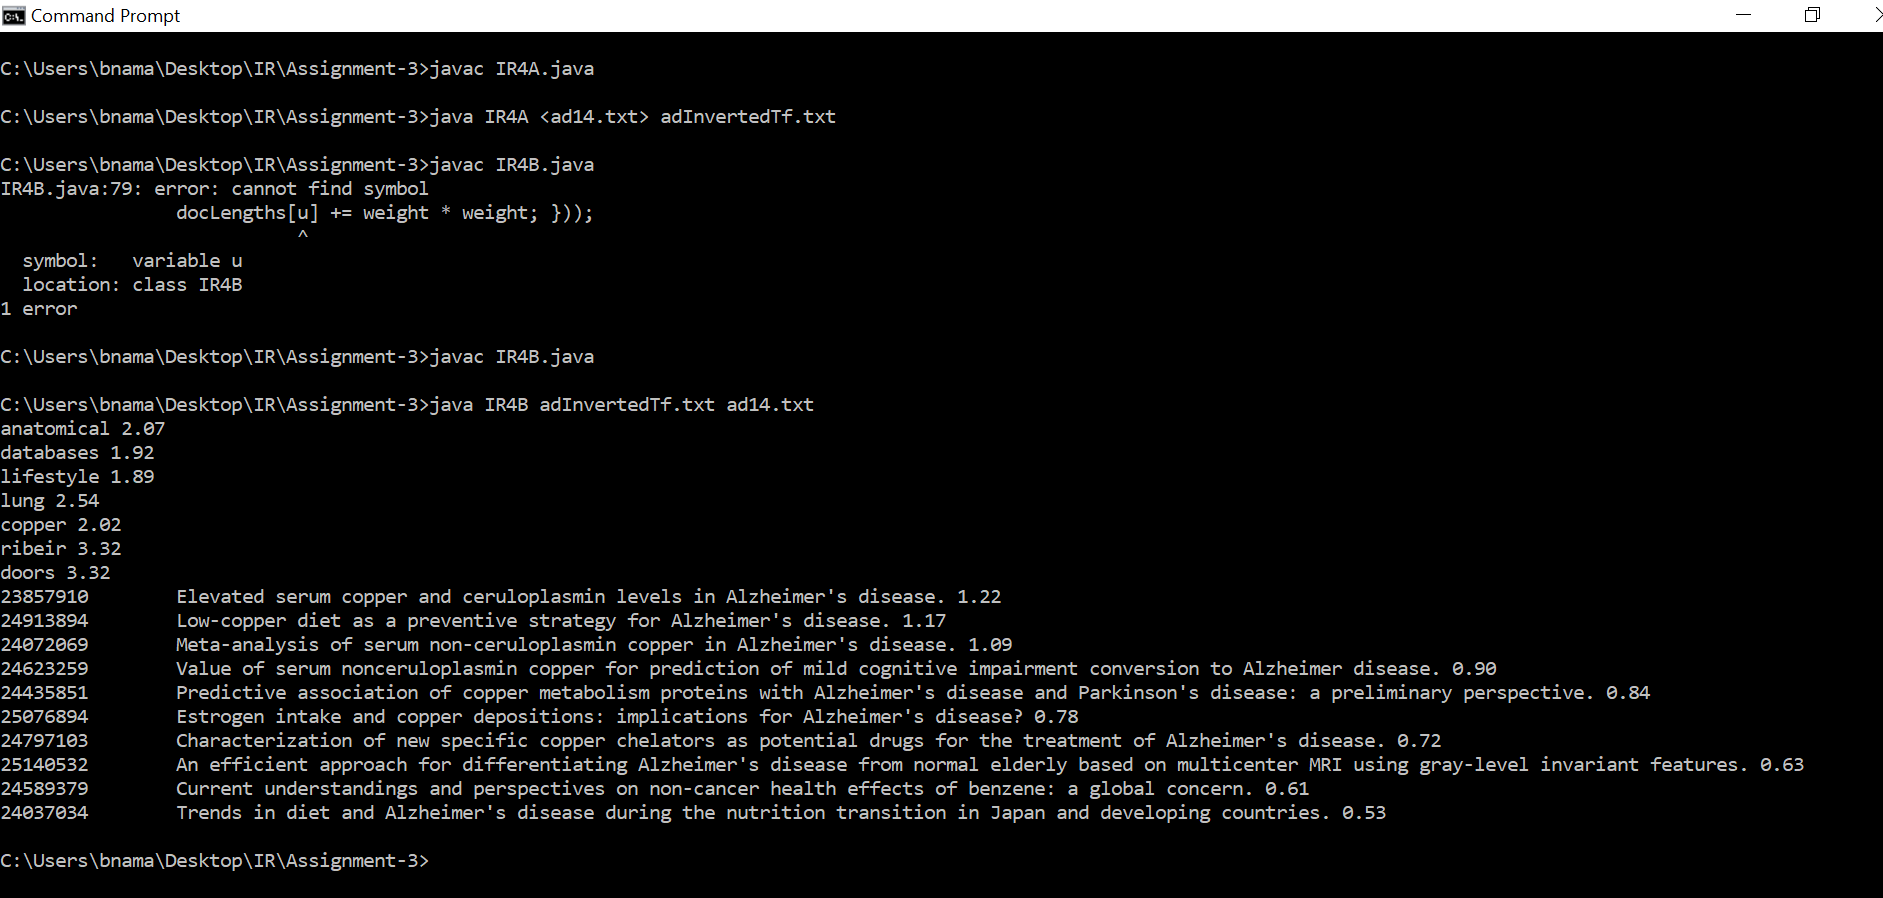 Command Prompt
C:\Users\bnama\Desktop\IR\Assignment-3>javac IR4A.java
C:\Users\bnama\Desktop\IR\Assignment-3>java IR4A <ad14.txt> adInvertedTf.txt
C:\Users\bnama\Desktop\IR\Assignment-3>javac IR4B.java
IR4B.java:79: error: cannot find symbol
                docLengths[u] += weight * weight; }));
                           ^
  symbol:   variable u
  location: class IR4B
1 error
C:\Users\bnama\Desktop\IR\Assignment-3>javac IR4B.java
C:\Users\bnama\Desktop\IR\Assignment-3>java IR4B adInvertedTf.txt ad14.txt
anatomical 2.07
databases 1.92
lifestyle 1.89
lung 2.54
copper 2.02
ribeir 3.32
doors 3.32
23857910        Elevated serum copper and ceruloplasmin levels in Alzheimer's disease. 1.22
24913894        Low-copper diet as a preventive strategy for Alzheimer's disease. 1.17
24072069        Meta-analysis of serum non-ceruloplasmin copper in Alzheimer's disease. 1.09
24623259        Value of serum nonceruloplasmin copper for prediction of mild cognitive impairment conversion to Alzheimer disease. 0.90
24435851        Predictive association of copper metabolism proteins with Alzheimer's disease and Parkinson's disease: a preliminary perspective. 0.84
25076894        Estrogen intake and copper depositions: implications for Alzheimer's disease? 0.78
24797103        Characterization of new specific copper chelators as potential drugs for the treatment of Alzheimer's disease. 0.72
25140532        An efficient approach for differentiating Alzheimer's disease from normal elderly based on multicenter MRI using gray-level invariant features. 0.63
24589379        Current understandings and perspectives on non-cancer health effects of benzene: a global concern. 0.61
24037034        Trends in diet and Alzheimer's disease during the nutrition transition in Japan and developing countries. 0.53
C:\Users\bnama\Desktop\IR\Assignment-3>